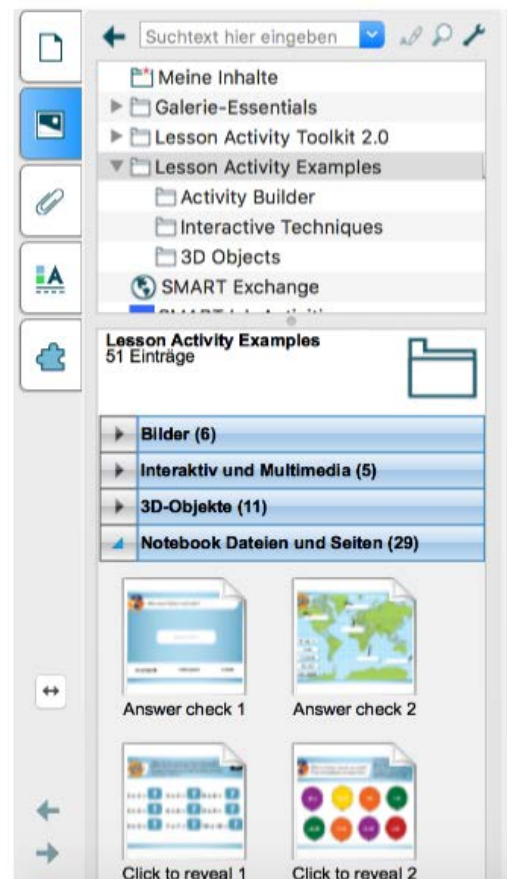 Suchtext hier eingeben
Meine Inhalte
Galerie-Essentials
Lesson Activity Toolkit 2.0
Lesson Activity Examples
Activity Builder
Interactive Techniques
3D Objects
SMART Exchange
Lesson Activity Examples
51 Einträge
Bilder (6)
Interaktiv und Multimedia (5)
3D-Objekte (11)
Notebook Dateien und Seiten (29)
Answer check 1
Answer check 2
Click to reveal 1
Click to reveal 2